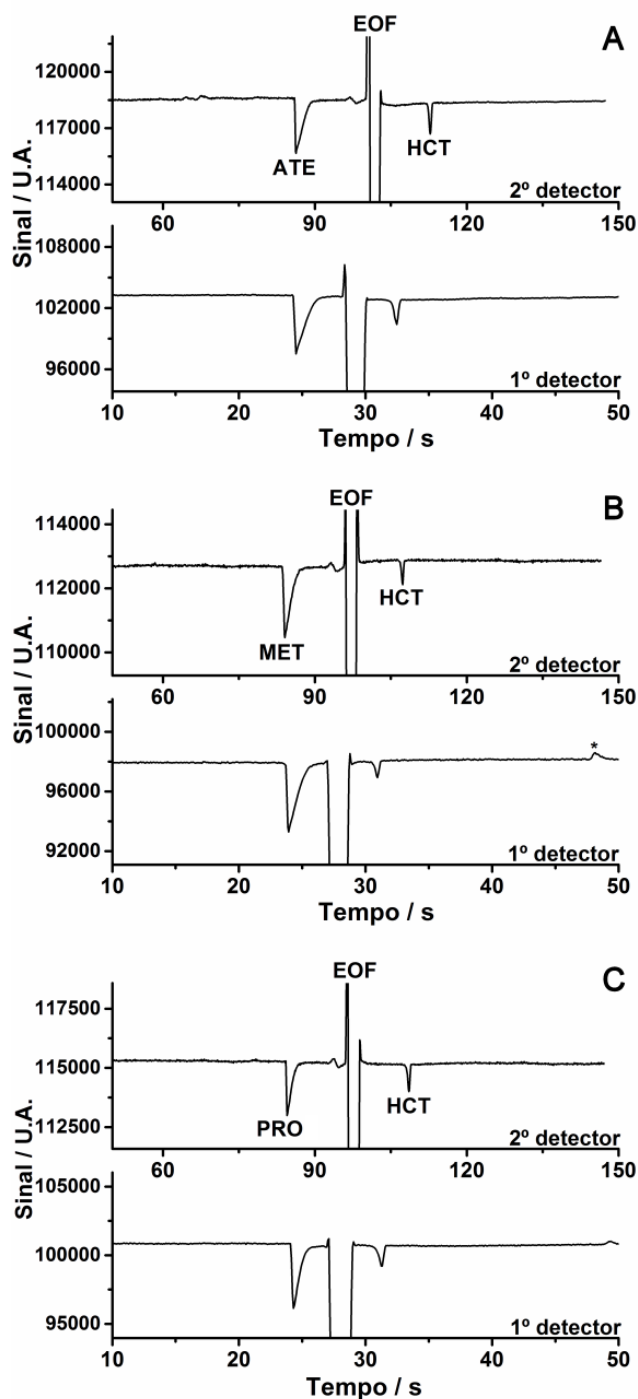 EOF
A
120000
117000
114000
ATE
HCT
2º detector
60 90 120 150
Sinal / U.A.
108000
102000
96000
1º detector
10 20 30 40 50
Tempo / s
EOF
B
114000
112000
110000
MET
HCT
2º detector
60 90 120 150
Sinal / U.A.
100000
96000
92000
*
1º detector
10 20 30 40 50
Tempo / s
EOF
C
117500
115000
112500
PRO
HCT
2º detector
60 90 120 150
Sinal / U.A.
105000
100000
95000
1º detector
10 20 30 40 50
Tempo / s